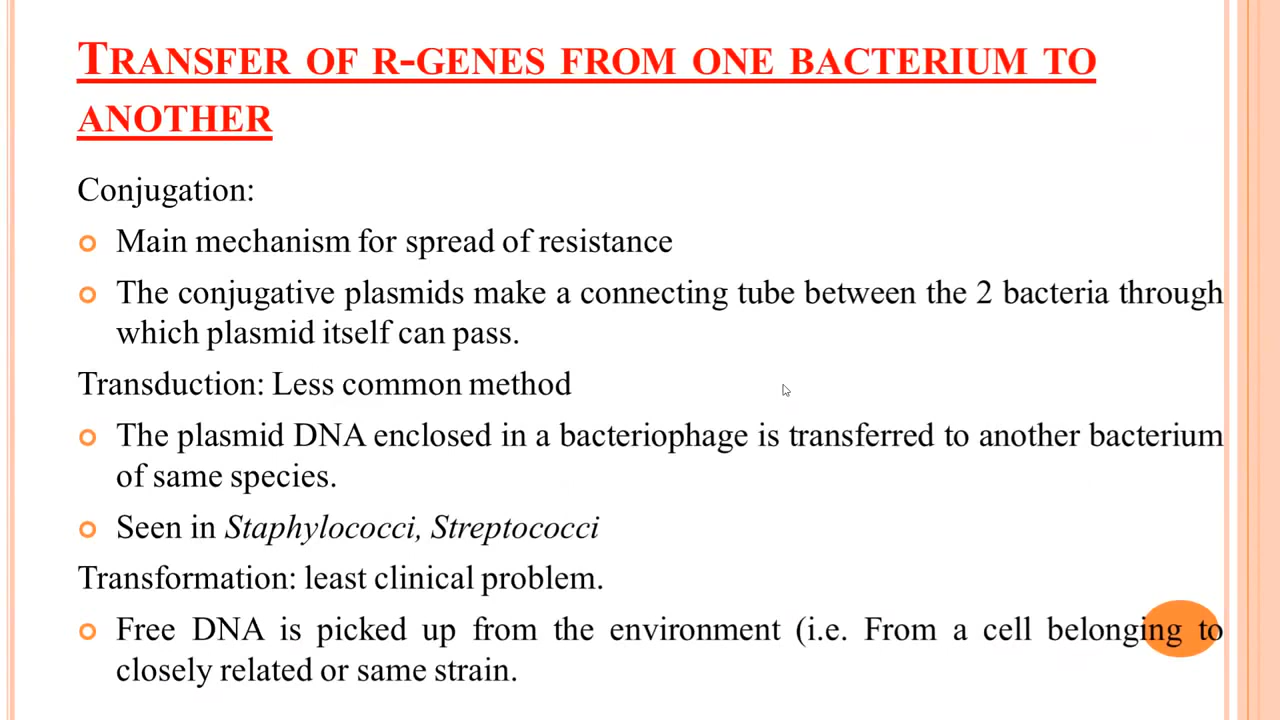 TRANSFER OF R-GENES FROM ONE BACTERIUM TO
ANOTHER
Conjugation:
Main mechanism for spread of resistance
The conjugative plasmids make a connecting tube between the 2 bacteria through
which plasmid itself can pass.
Transduction: Less common method
The plasmid DNA enclosed in a bacteriophage is transferred to another bacterium
of same species.
Seen in Staphylococci, Streptococci
Transformation: least clinical problem.
Free DNA is picked up from the environment (i.e. From a cell belonging to
closely related or same strain.